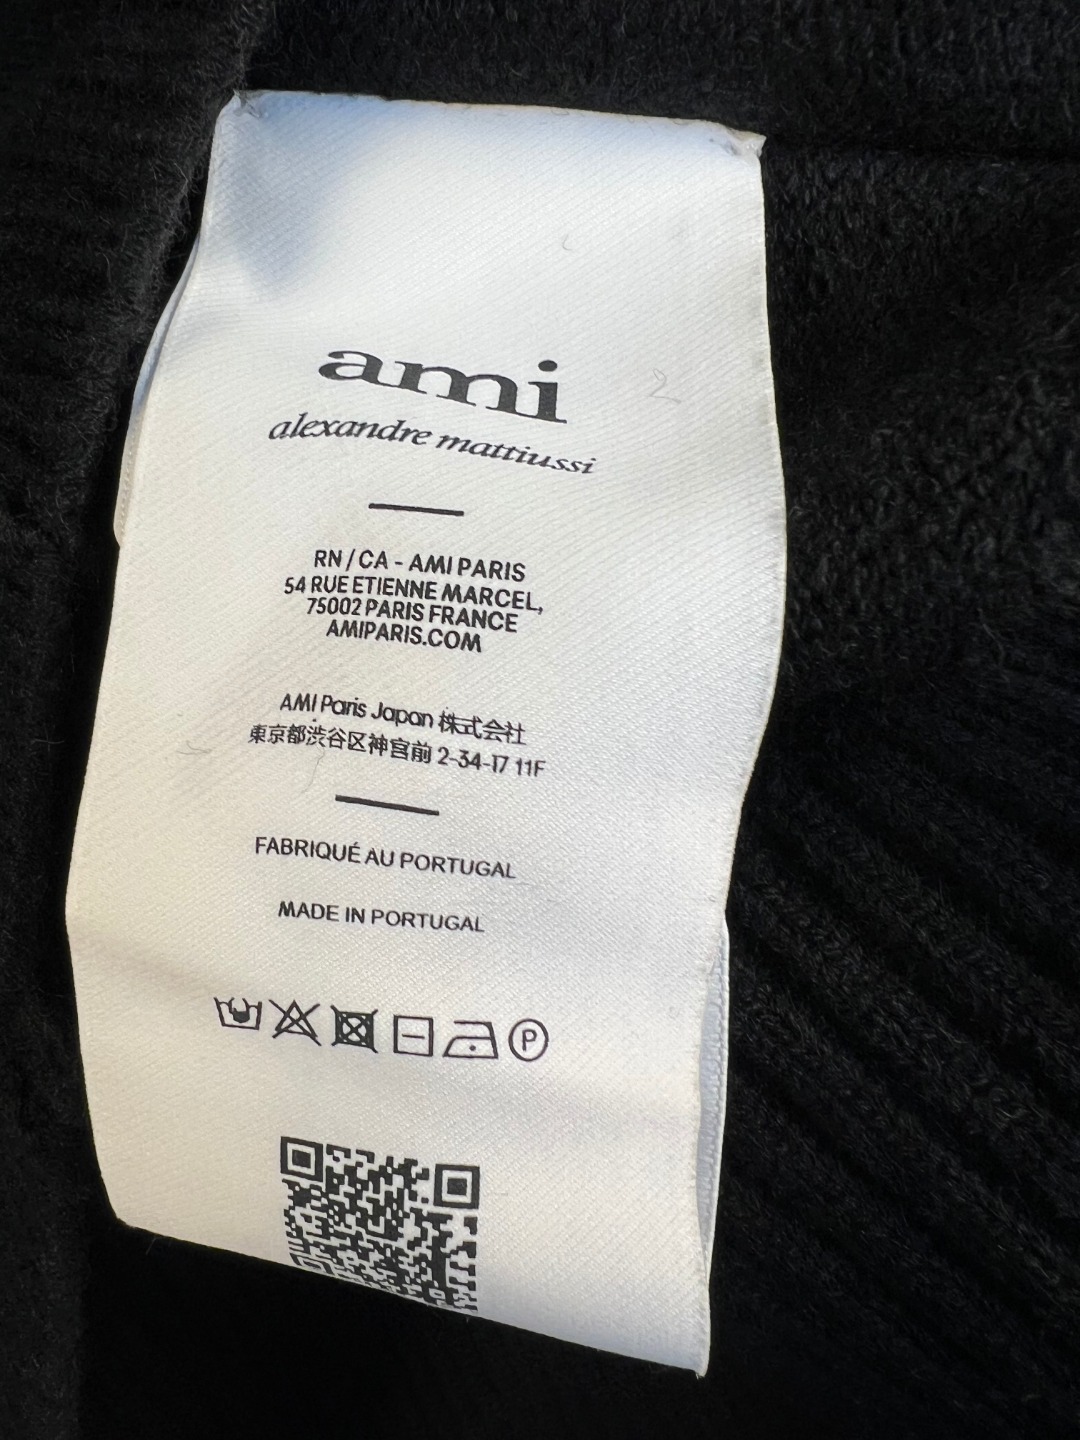 ami
alexandre mattiussi
RN / CA - AMI PARIS
54 RUE ETIENNE MARCEL,
75002 PARIS FRANCE
AMIPARIS.COM
AMI Paris Japan 株式会社
東京都渋谷区神宮前 2-34-17 11F
FABRIQUÉ AU PORTUGAL
MADE IN PORTUGAL
P